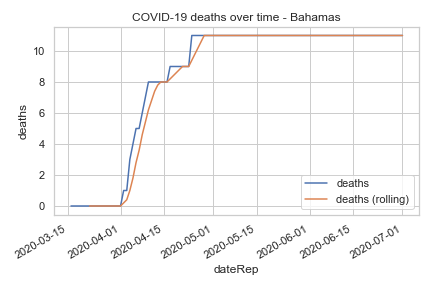 COVID-19 deaths over time - Bahamas
deaths
10
8
6
4
2
0
deaths
deaths (rolling)
2020-03-15
2020-04-01
2020-04-15
2020-05-01
2020-05-15
2020-06-01
2020-06-15
2020-07-01
dateRep